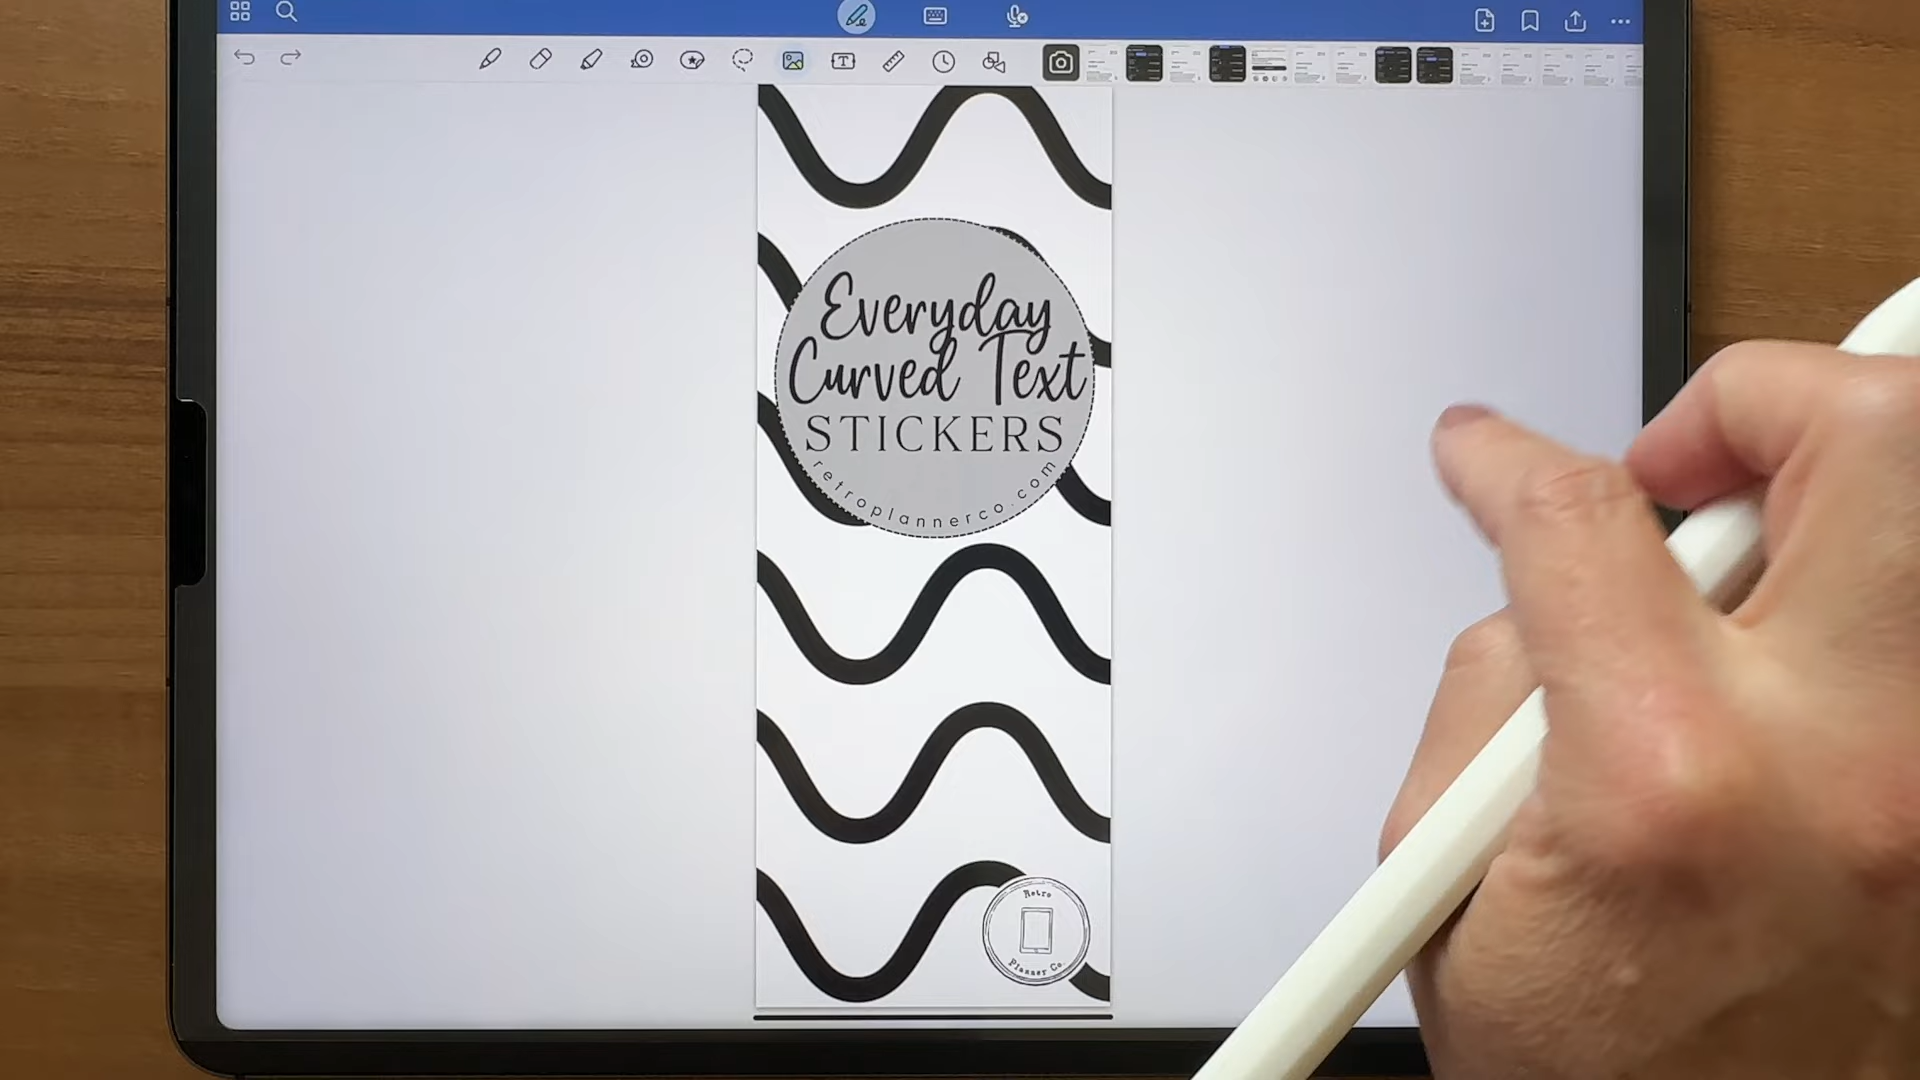 Everyday
Curved Text
STICKERS
retroplannerco.com
Retro
Planner Co.